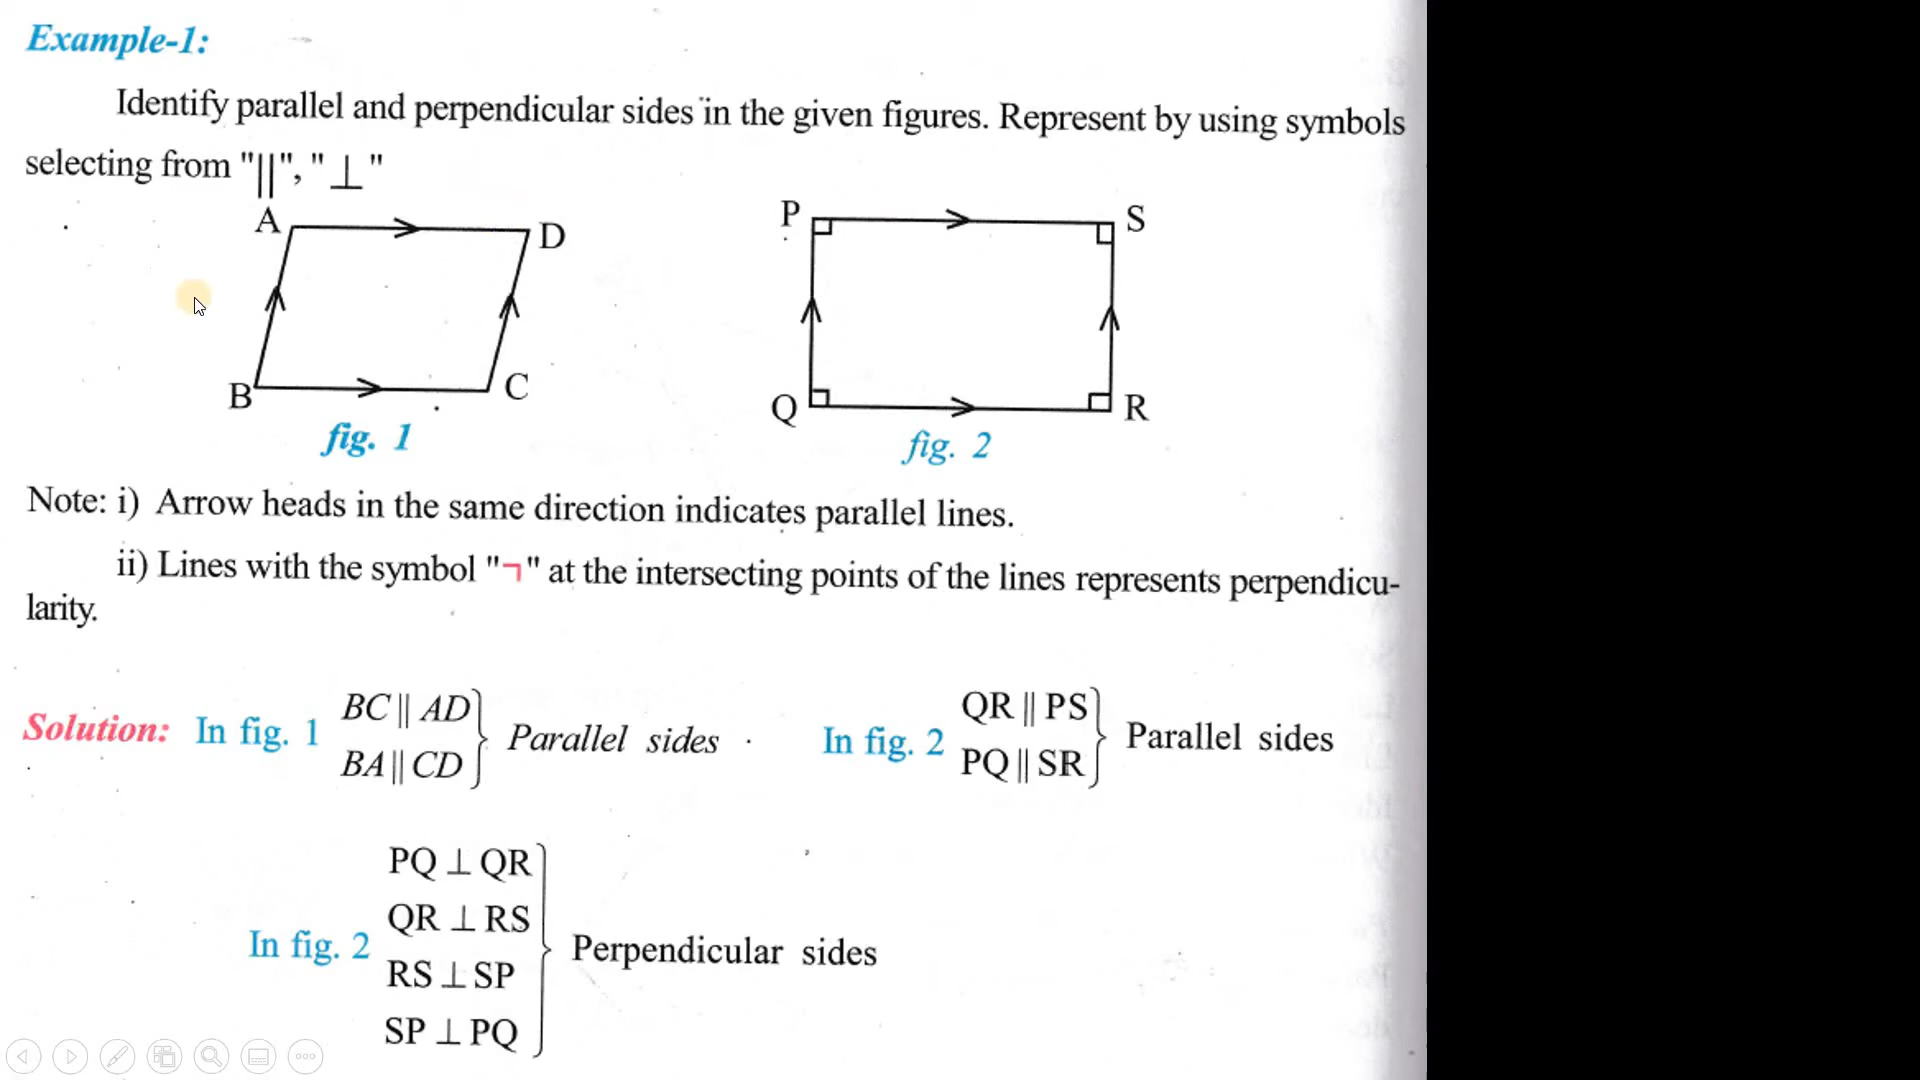 Example-1:
Identify parallel and perpendicular sides in the given figures. Represent by using symbols
selecting from "||", "⊥"
A
D
B
C
fig. 1
P
S
Q
R
fig. 2
Note: i) Arrow heads in the same direction indicates parallel lines.
ii) Lines with the symbol "¬" at the intersecting points of the lines represents perpendicu-
larity.
Solution: In fig. 1
BC || AD
BA || CD
Parallel sides
In fig. 2
QR || PS
PQ || SR
Parallel sides
In fig. 2
PQ ⊥ QR
QR ⊥ RS
RS ⊥ SP
SP ⊥ PQ
Perpendicular sides